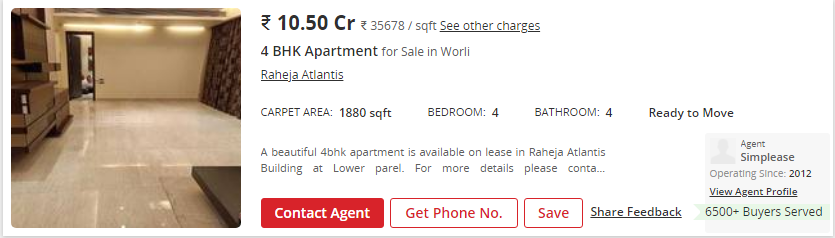 ₹ 10.50 Cr ₹ 35678 / sqft See other charges
4 BHK Apartment for Sale in Worli
Raheja Atlantis
CARPET AREA: 1880 sqft BEDROOM: 4 BATHROOM: 4 Ready to Move
A beautiful 4bhk apartment is available on lease in Raheja Atlantis
Building at Lower parel. For more details please conta...
Agent
Simplease
Operating Since: 2012
View Agent Profile
6500+ Buyers Served
Contact Agent Get Phone No. Save Share Feedback